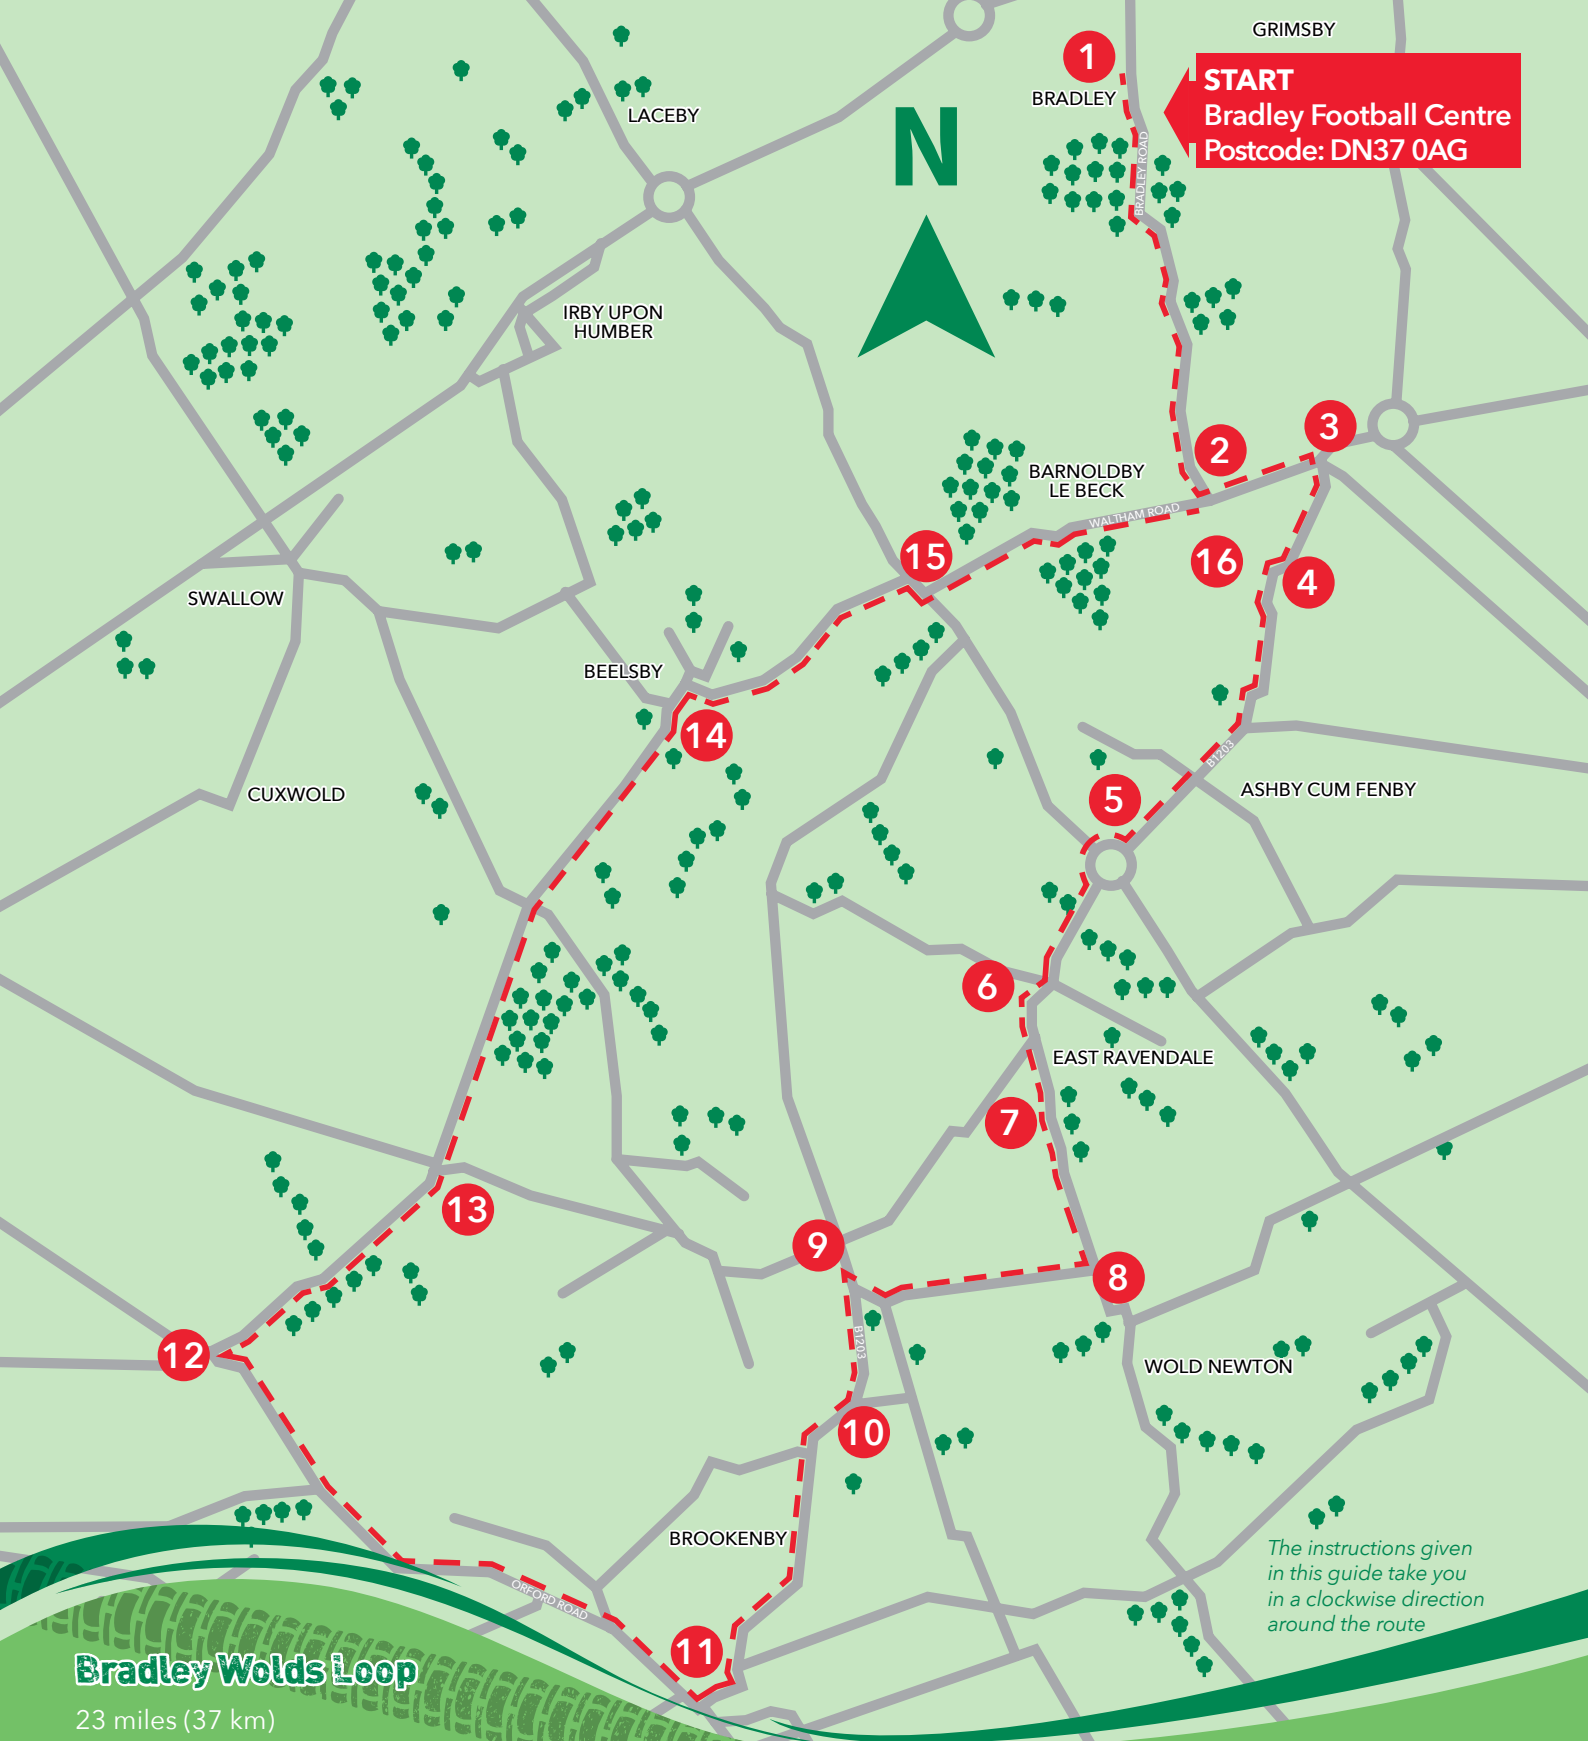 GRIMSBY
1
START
Bradley Football Centre
Postcode: DN37 0AG
BRADLEY
LACEBY
N
BRADLEY ROAD
IRBY UPON
HUMBER
3
2
BARNOLDBY
LE BECK
WALTHAM ROAD
15
16
4
SWALLOW
BEELSBY
14
B1203
CUXWOLD
5
ASHBY CUM FENBY
6
EAST RAVENDALE
7
13
9
8
12
B1203
WOLD NEWTON
10
BROOKENBY
The instructions given
in this guide take you
in a clockwise direction
around the route
ORFORD ROAD
11
Bradley Wolds Loop
23 miles (37 km)